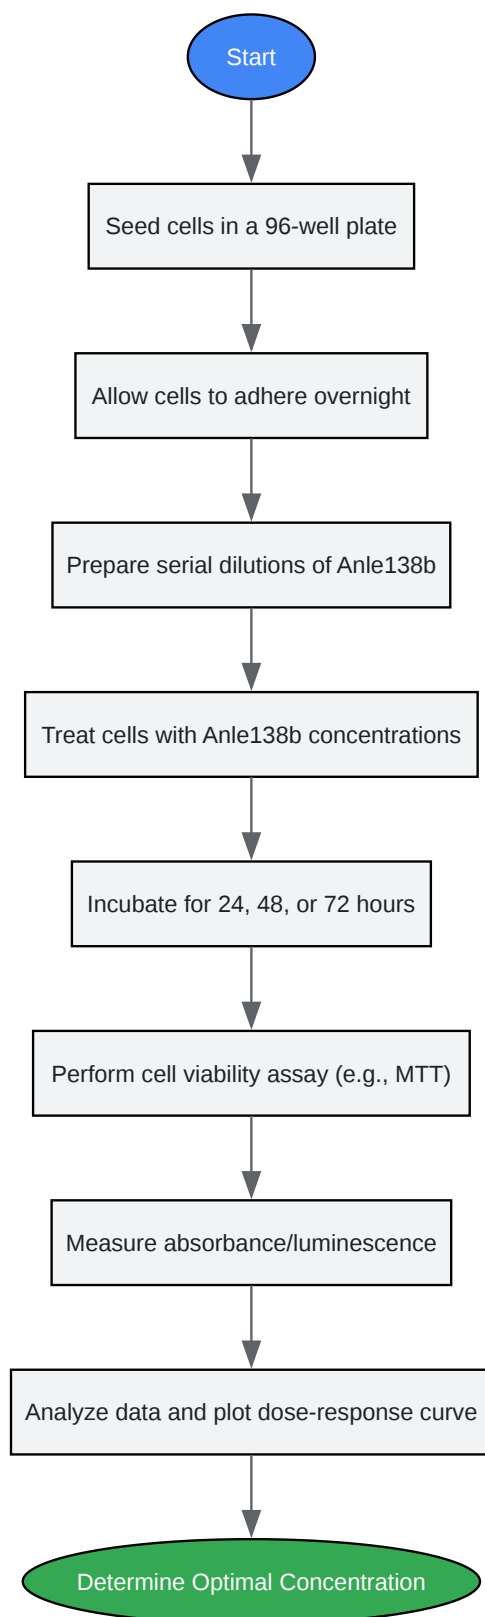 Start
Seed cells in a 96-well plate
Allow cells to adhere overnight
Prepare serial dilutions of Anle138b
Treat cells with Anle138b concentrations
Incubate for 24, 48, or 72 hours
Perform cell viability assay (e.g., MTT)
Measure absorbance/luminescence
Analyze data and plot dose-response curve
Determine Optimal Concentration